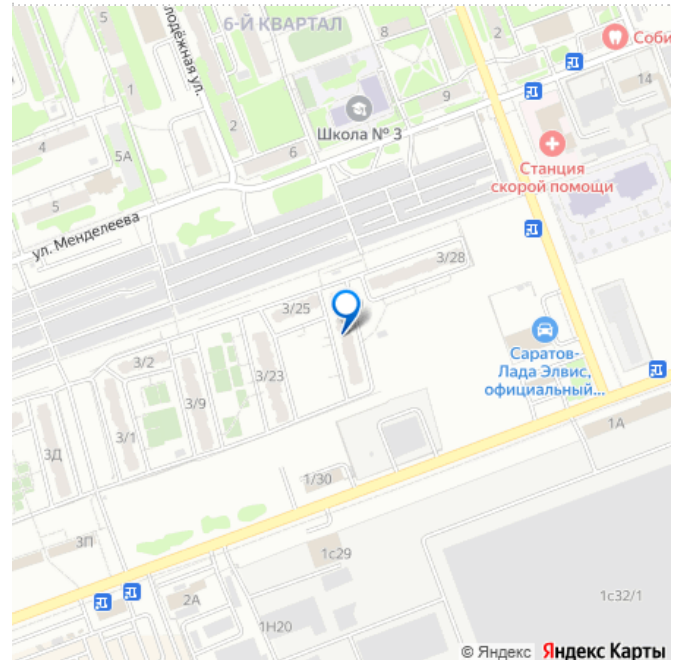 6-Й КВАРТАЛ
лодёжная ул.
8
2
Соби
14
1
9
2
Школа № 3
4
5А
6
Станция
скорой помощи
5
ул. Менделеева
3/28
3/25
3/2
Саратов-
Лада Элвис,
официальный...
3/23
3/9
3/1
1А
3Д
1/30
3П
1с29
2А
1с32/1
1Н20
© Яндекс Яндекс Карты